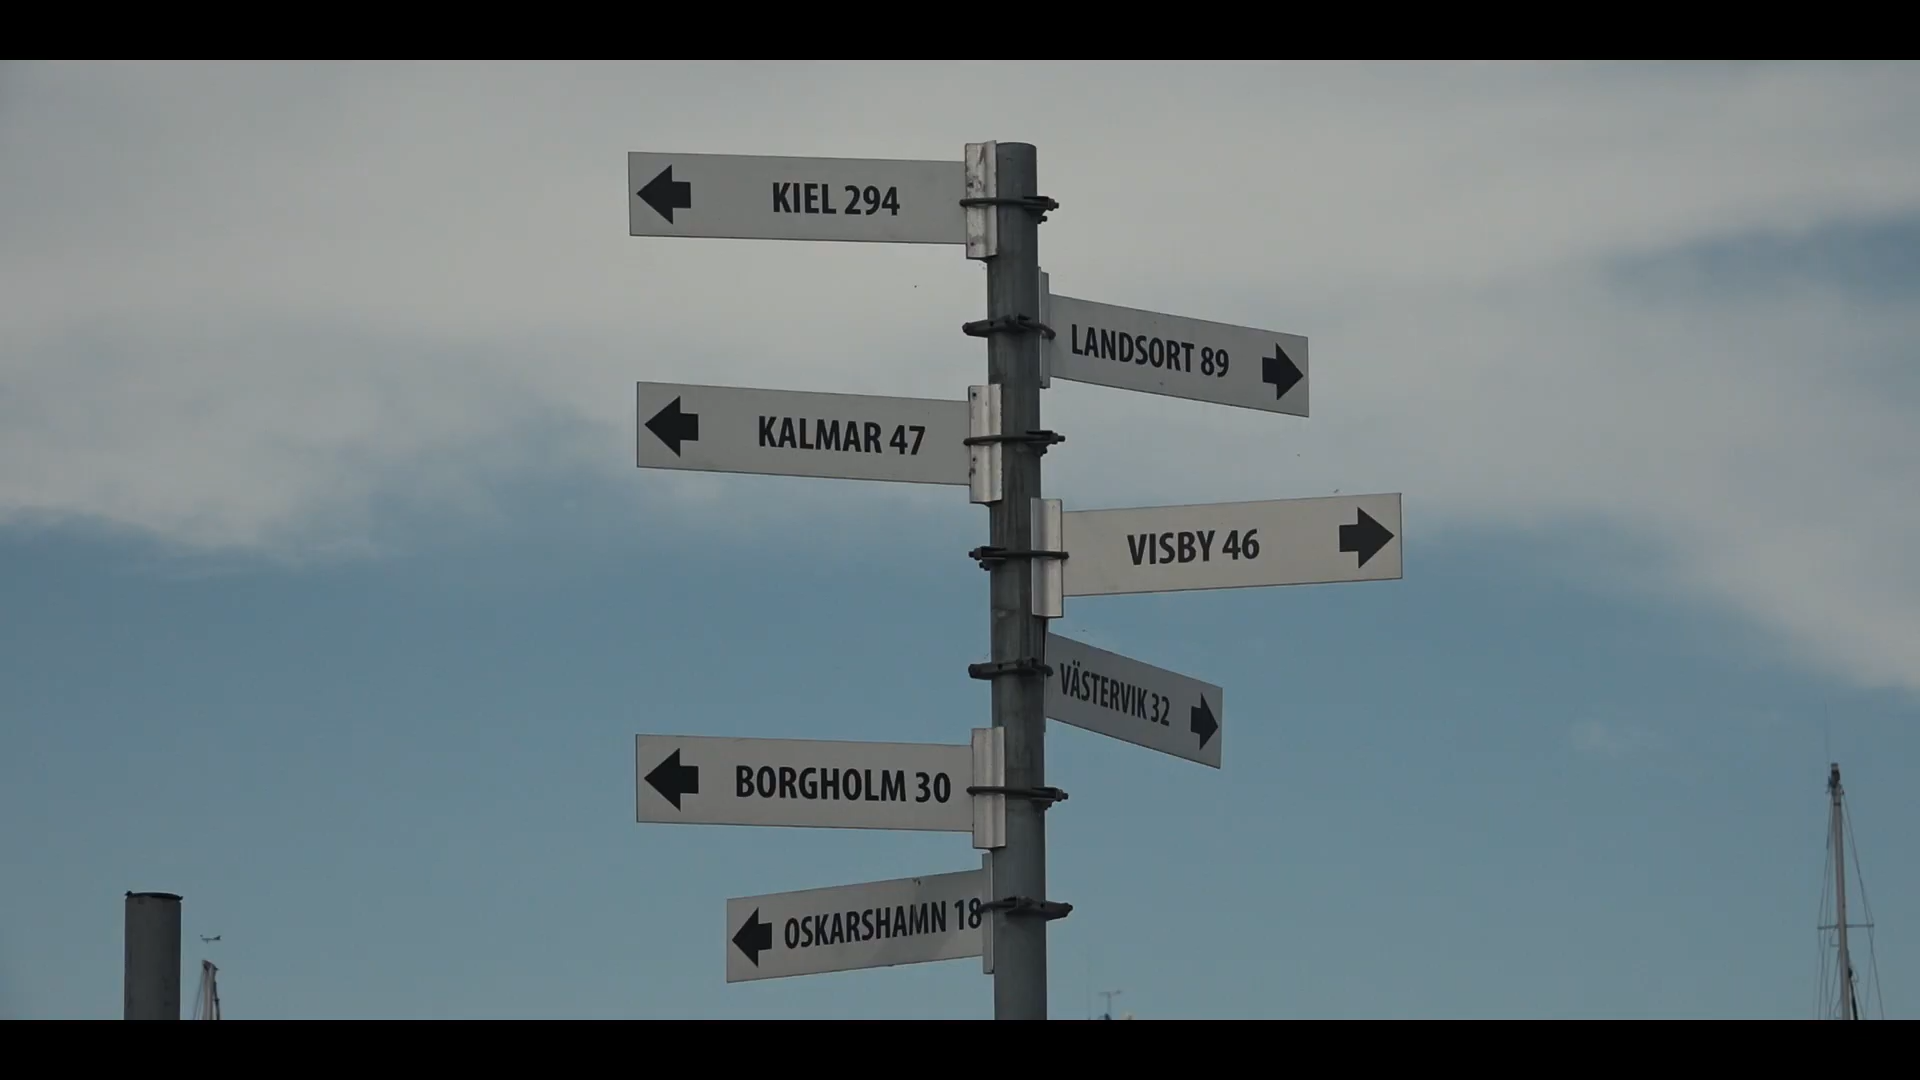 KIEL 294
LANDSORT 89
KALMAR 47
VISBY 46
VÄSTERVIK 32
BORGHOLM 30
OSKARSHAMN 18